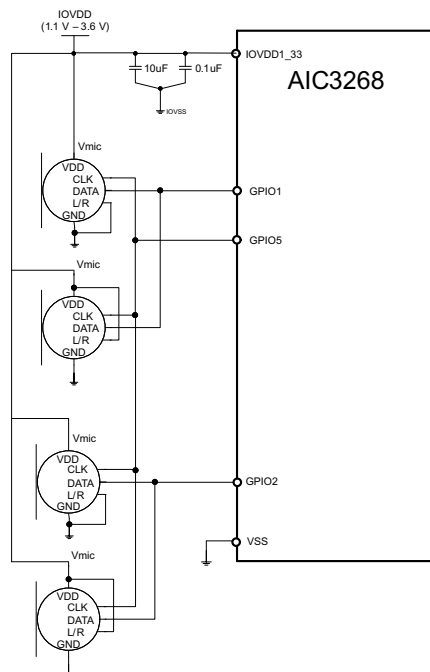 IOVDD
(1.1 V – 3.6 V)
IOVDD1_33
AIC3268
10uF
0.1uF
IOVSS
Vmic
VDD
CLK
DATA
L/R
GND
GPIO1
GPIO5
Vmic
VDD
CLK
DATA
L/R
GND
Vmic
VDD
CLK
DATA
L/R
GND
GPIO2
VSS
Vmic
VDD
CLK
DATA
L/R
GND